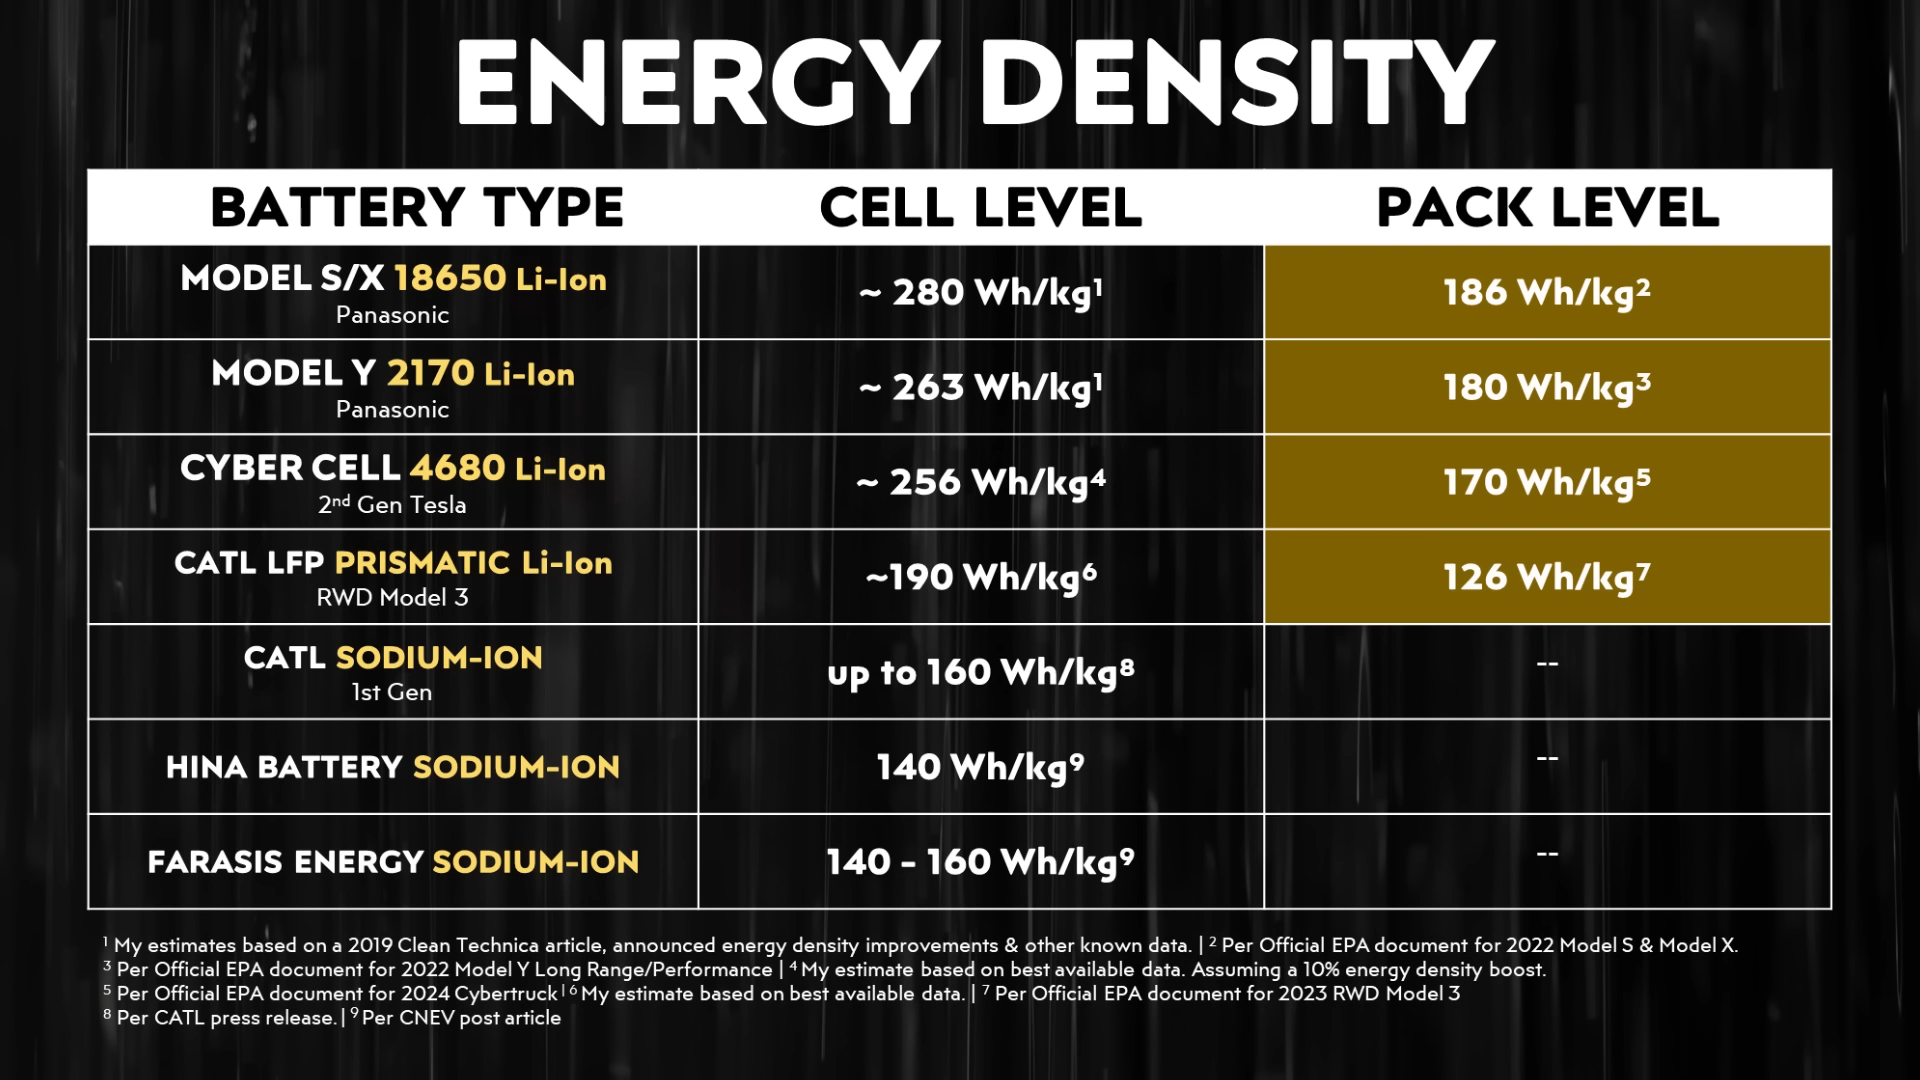 ENERGY DENSITY
BATTERY TYPE CELL LEVEL PACK LEVEL
MODEL S/X 18650 Li-Ion
Panasonic
~ 280 Wh/kg¹
186 Wh/kg²
MODEL Y 2170 Li-Ion
Panasonic
~ 263 Wh/kg¹
180 Wh/kg³
CYBER CELL 4680 Li-Ion
2ⁿᵈ Gen Tesla
~ 256 Wh/kg⁴
170 Wh/kg⁵
CATL LFP PRISMATIC Li-Ion
RWD Model 3
~190 Wh/kg⁶
126 Wh/kg⁷
CATL SODIUM-ION
1st Gen
up to 160 Wh/kg⁸
--
HINA BATTERY SODIUM-ION
140 Wh/kg⁹
--
FARASIS ENERGY SODIUM-ION
140 - 160 Wh/kg⁹
--
¹ My estimates based on a 2019 Clean Technica article, announced energy density improvements & other known data. | ² Per Official EPA document for 2022 Model S & Model X.
³ Per Official EPA document for 2022 Model Y Long Range/Performance | ⁴ My estimate based on best available data. Assuming a 10% energy density boost.
⁵ Per Official EPA document for 2024 Cybertruck | ⁶ My estimate based on best available data. | ⁷ Per Official EPA document for 2023 RWD Model 3
⁸ Per CATL press release. | ⁹ Per CNEV post article